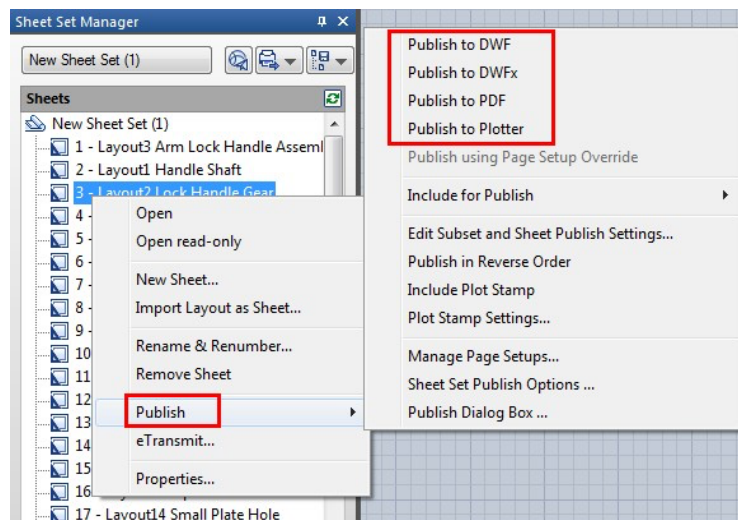 Sheet Set Manager
New Sheet Set (1)
Sheets
New Sheet Set (1)
1 - Layout3 Arm Lock Handle Assembl
2 - Layout1 Handle Shaft
3 - Layout2 Lock Handle Gear
4 -
5 -
6 -
7 -
8 -
9 -
10
11
12
13
14
15
16
17 - Layout14 Small Plate Hole
Open
Open read-only
New Sheet...
Import Layout as Sheet...
Rename & Renumber...
Remove Sheet
Publish
eTransmit...
Properties...
Publish to DWF
Publish to DWFx
Publish to PDF
Publish to Plotter
Publish using Page Setup Override
Include for Publish
Edit Subset and Sheet Publish Settings...
Publish in Reverse Order
Include Plot Stamp
Plot Stamp Settings...
Manage Page Setups...
Sheet Set Publish Options ...
Publish Dialog Box ...